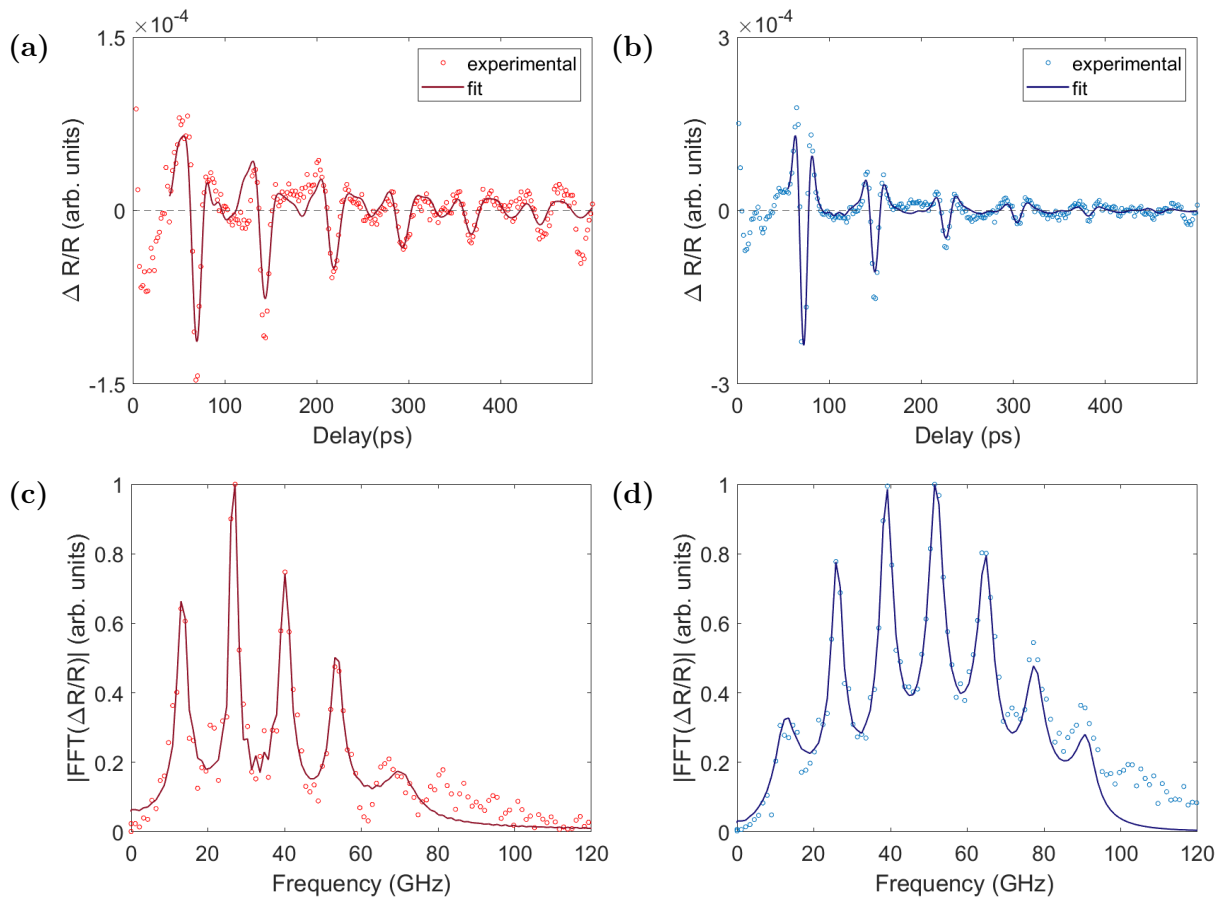 (a)
×10⁻⁴
1.5
0
-1.5
Δ R/R (arb. units)
experimental
fit
0 100 200 300 400
Delay(ps)
(b)
×10⁻⁴
3
0
-3
Δ R/R (arb. units)
experimental
fit
0 100 200 300 400
Delay (ps)
(c)
1
0.8
0.6
0.4
0.2
0
|FFT(ΔR/R)| (arb. units)
0 20 40 60 80 100 120
Frequency (GHz)
(d)
1
0.8
0.6
0.4
0.2
0
|FFT(ΔR/R)| (arb. units)
0 20 40 60 80 100 120
Frequency (GHz)